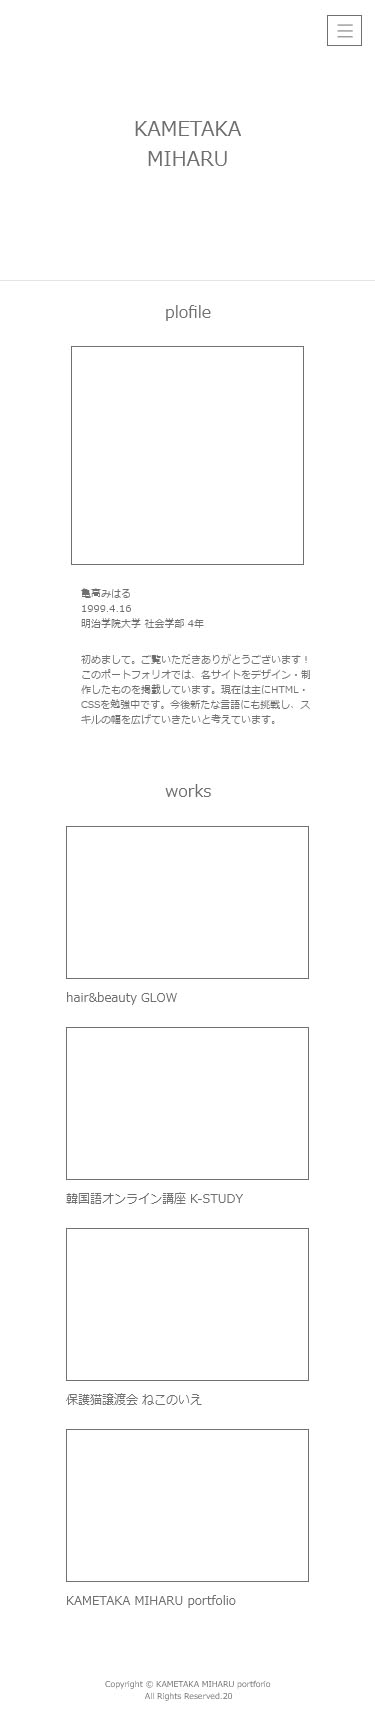 KAMETAKA
MIHARU
plofile
亀高みはる
1999.4.16
明治学院大学 社会学部 4年
初めまして。ご覧いただきありがとうございます！
このポートフォリオでは、名サイトをデザイン・制
作したものを掲載しています。現在は主にHTML・
CSSを勉強中です。今後新たな言語にも挑戦し、ス
キルの幅を広げていきたいと考えています。
works
hair&beauty GLOW
韓国語オンライン講座 K-STUDY
保護猫譲渡会 ねこのいえ
KAMETAKA MIHARU portfolio
Copyright © KAMETAKA MIHARU portforio
All Rights Reserved.20